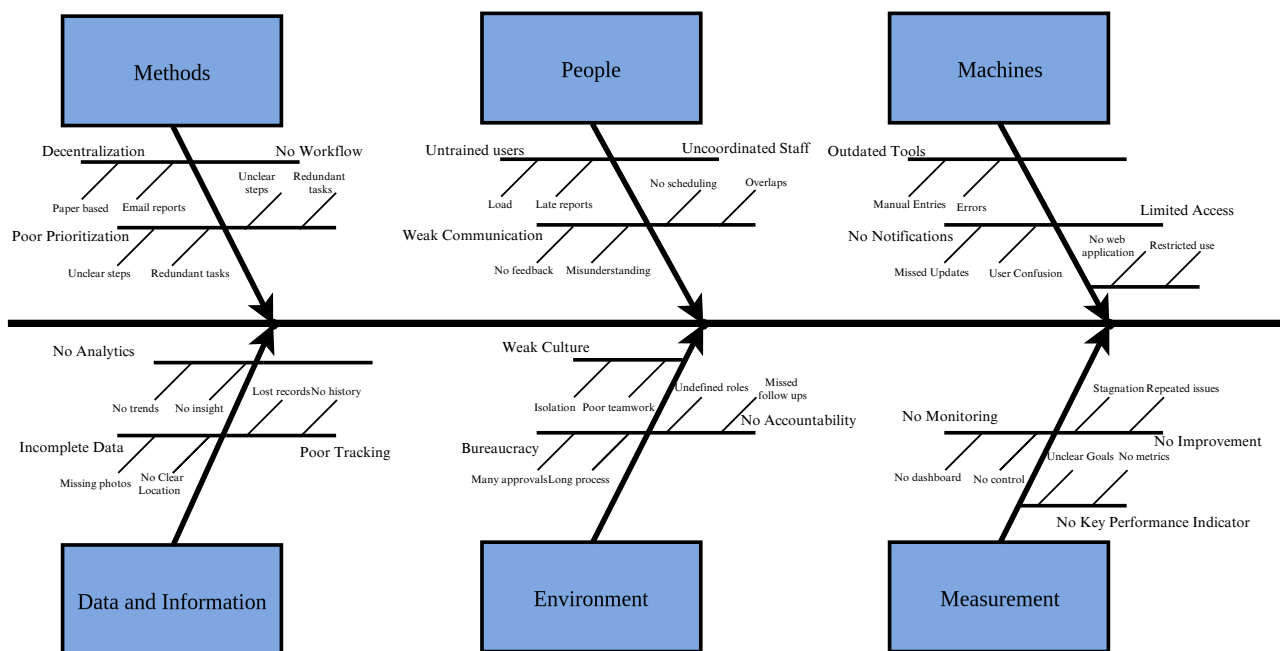 Methods
People
Machines
Decentralization
No Workflow
Unclear
steps
Redundant
tasks
Paper based
Email reports
Poor Prioritization
Unclear steps
Redundant tasks
Untrained users
Uncoordinated Staff
No scheduling
Overlaps
Load
Late reports
Weak Communication
No feedback
Misunderstanding
Outdated Tools
Manual Entries
Errors
Limited Access
No Notifications
No web
application
Restricted use
Missed Updates
User Confusion
No Analytics
No trends
No insight
Lost records
No history
Incomplete Data
Poor Tracking
Missing photos
No Clear
Location
Weak Culture
Isolation
Poor teamwork
Undefined roles
Missed
follow ups
No Accountability
Bureaucracy
Many approvals
Long process
Stagnation
Repeated issues
No Monitoring
No Improvement
No dashboard
No control
Unclear Goals
No metrics
No Key Performance Indicator
Data and Information
Environment
Measurement